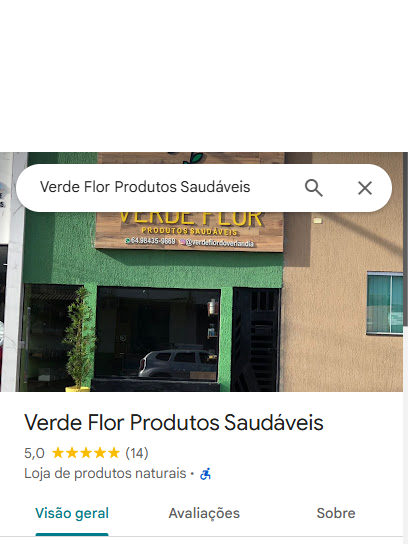 Verde Flor Produtos Saudáveis
VERDE FLOR
PRODUTOS SAUDÁVEIS
64.98435-9869 @verdeflordoverlandia
Verde Flor Produtos Saudáveis
5,0 (14)
Loja de produtos naturais ·
Visão geral Avaliações Sobre